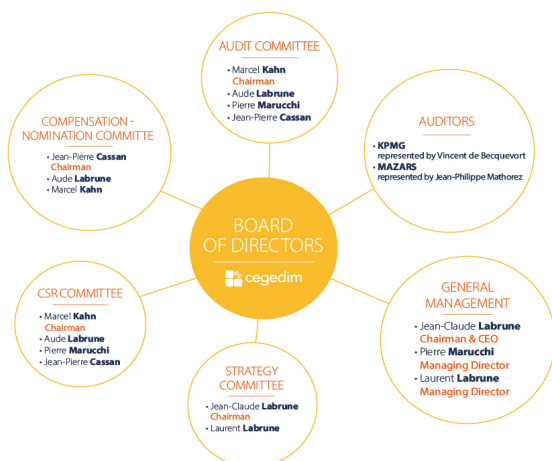 AUDIT COMMITTEE
• Marcel Kahn
Chairman
• Aude Labrune
• Pierre Marucchi
• Jean-Pierre Cassan
COMPENSATION -
NOMINATION COMMITTE
• Jean-Pierre Cassan
Chairman
• Aude Labrune
• Marcel Kahn
AUDITORS
• KPMG
represented by Vincent de Becquevort
• MAZARS
represented by Jean-Philippe Mathorez
BOARD
OF DIRECTORS
cegedim
CSR COMMITTEE
• Marcel Kahn
Chairman
• Aude Labrune
• Pierre Marucchi
• Jean-Pierre Cassan
GENERAL
MANAGEMENT
• Jean-Claude Labrune
Chairman & CEO
• Pierre Marucchi
Managing Director
• Laurent Labrune
Managing Director
STRATEGY
COMMITTEE
• Jean-Claude Labrune
Chairman
• Laurent Labrune